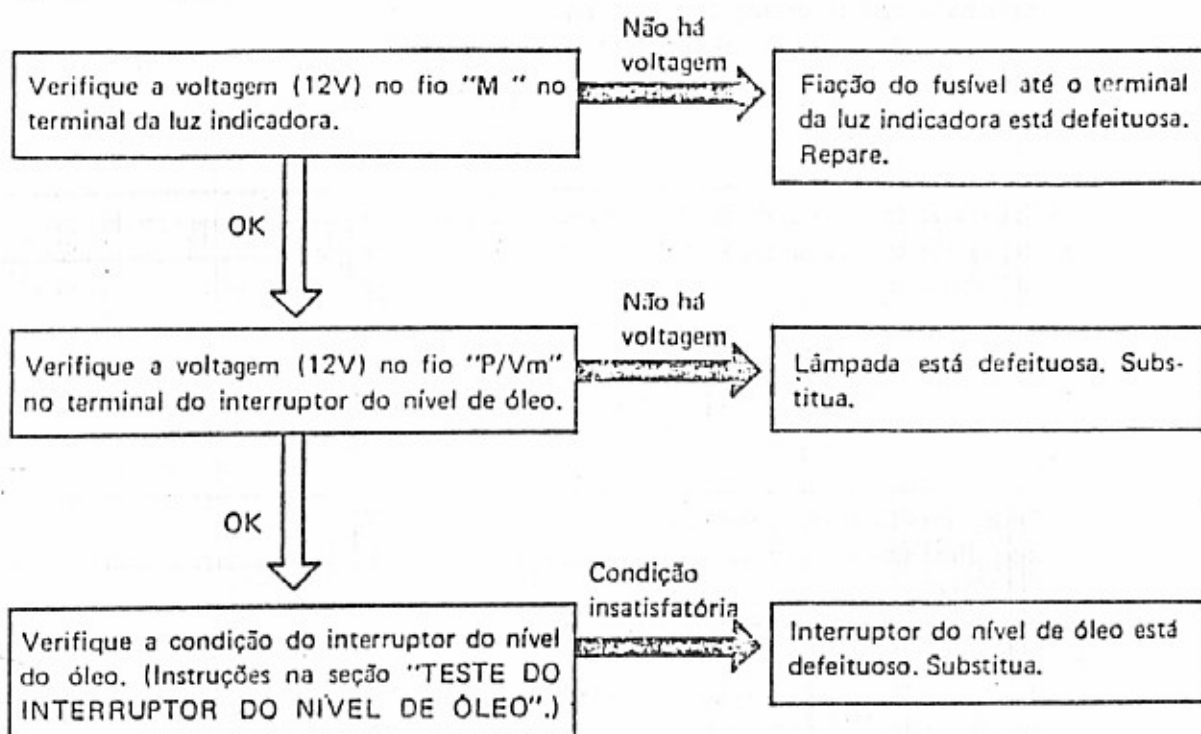 Não há
voltagem
Verifique a voltagem (12V) no fio "M " no
terminal da luz indicadora.
Fiação do fusível até o terminal
da luz indicadora está defeituosa.
Repare.
OK
Não há
voltagem
Verifique a voltagem (12V) no fio "P/Vm"
no terminal do interruptor do nível de óleo.
Lâmpada está defeituosa. Subs-
titua.
OK
Condição
insatisfatória
Verifique a condição do interruptor do nível
do óleo. (Instruções na seção "TESTE DO
INTERRUPTOR DO NÍVEL DE ÓLEO".)
Interruptor do nível de óleo está
defeituoso. Substitua.